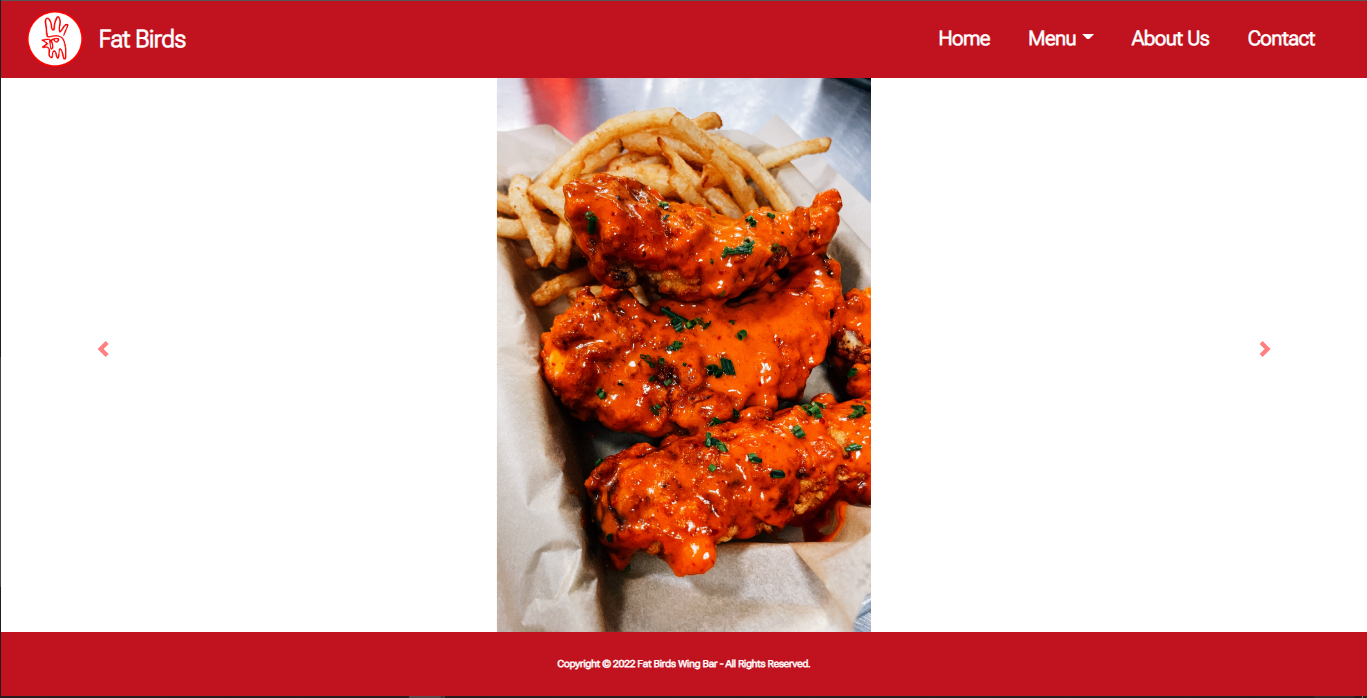 Fat Birds
Home Menu About Us Contact
Copyright © 2022 Fat Birds Wing Bar - All Rights Reserved.